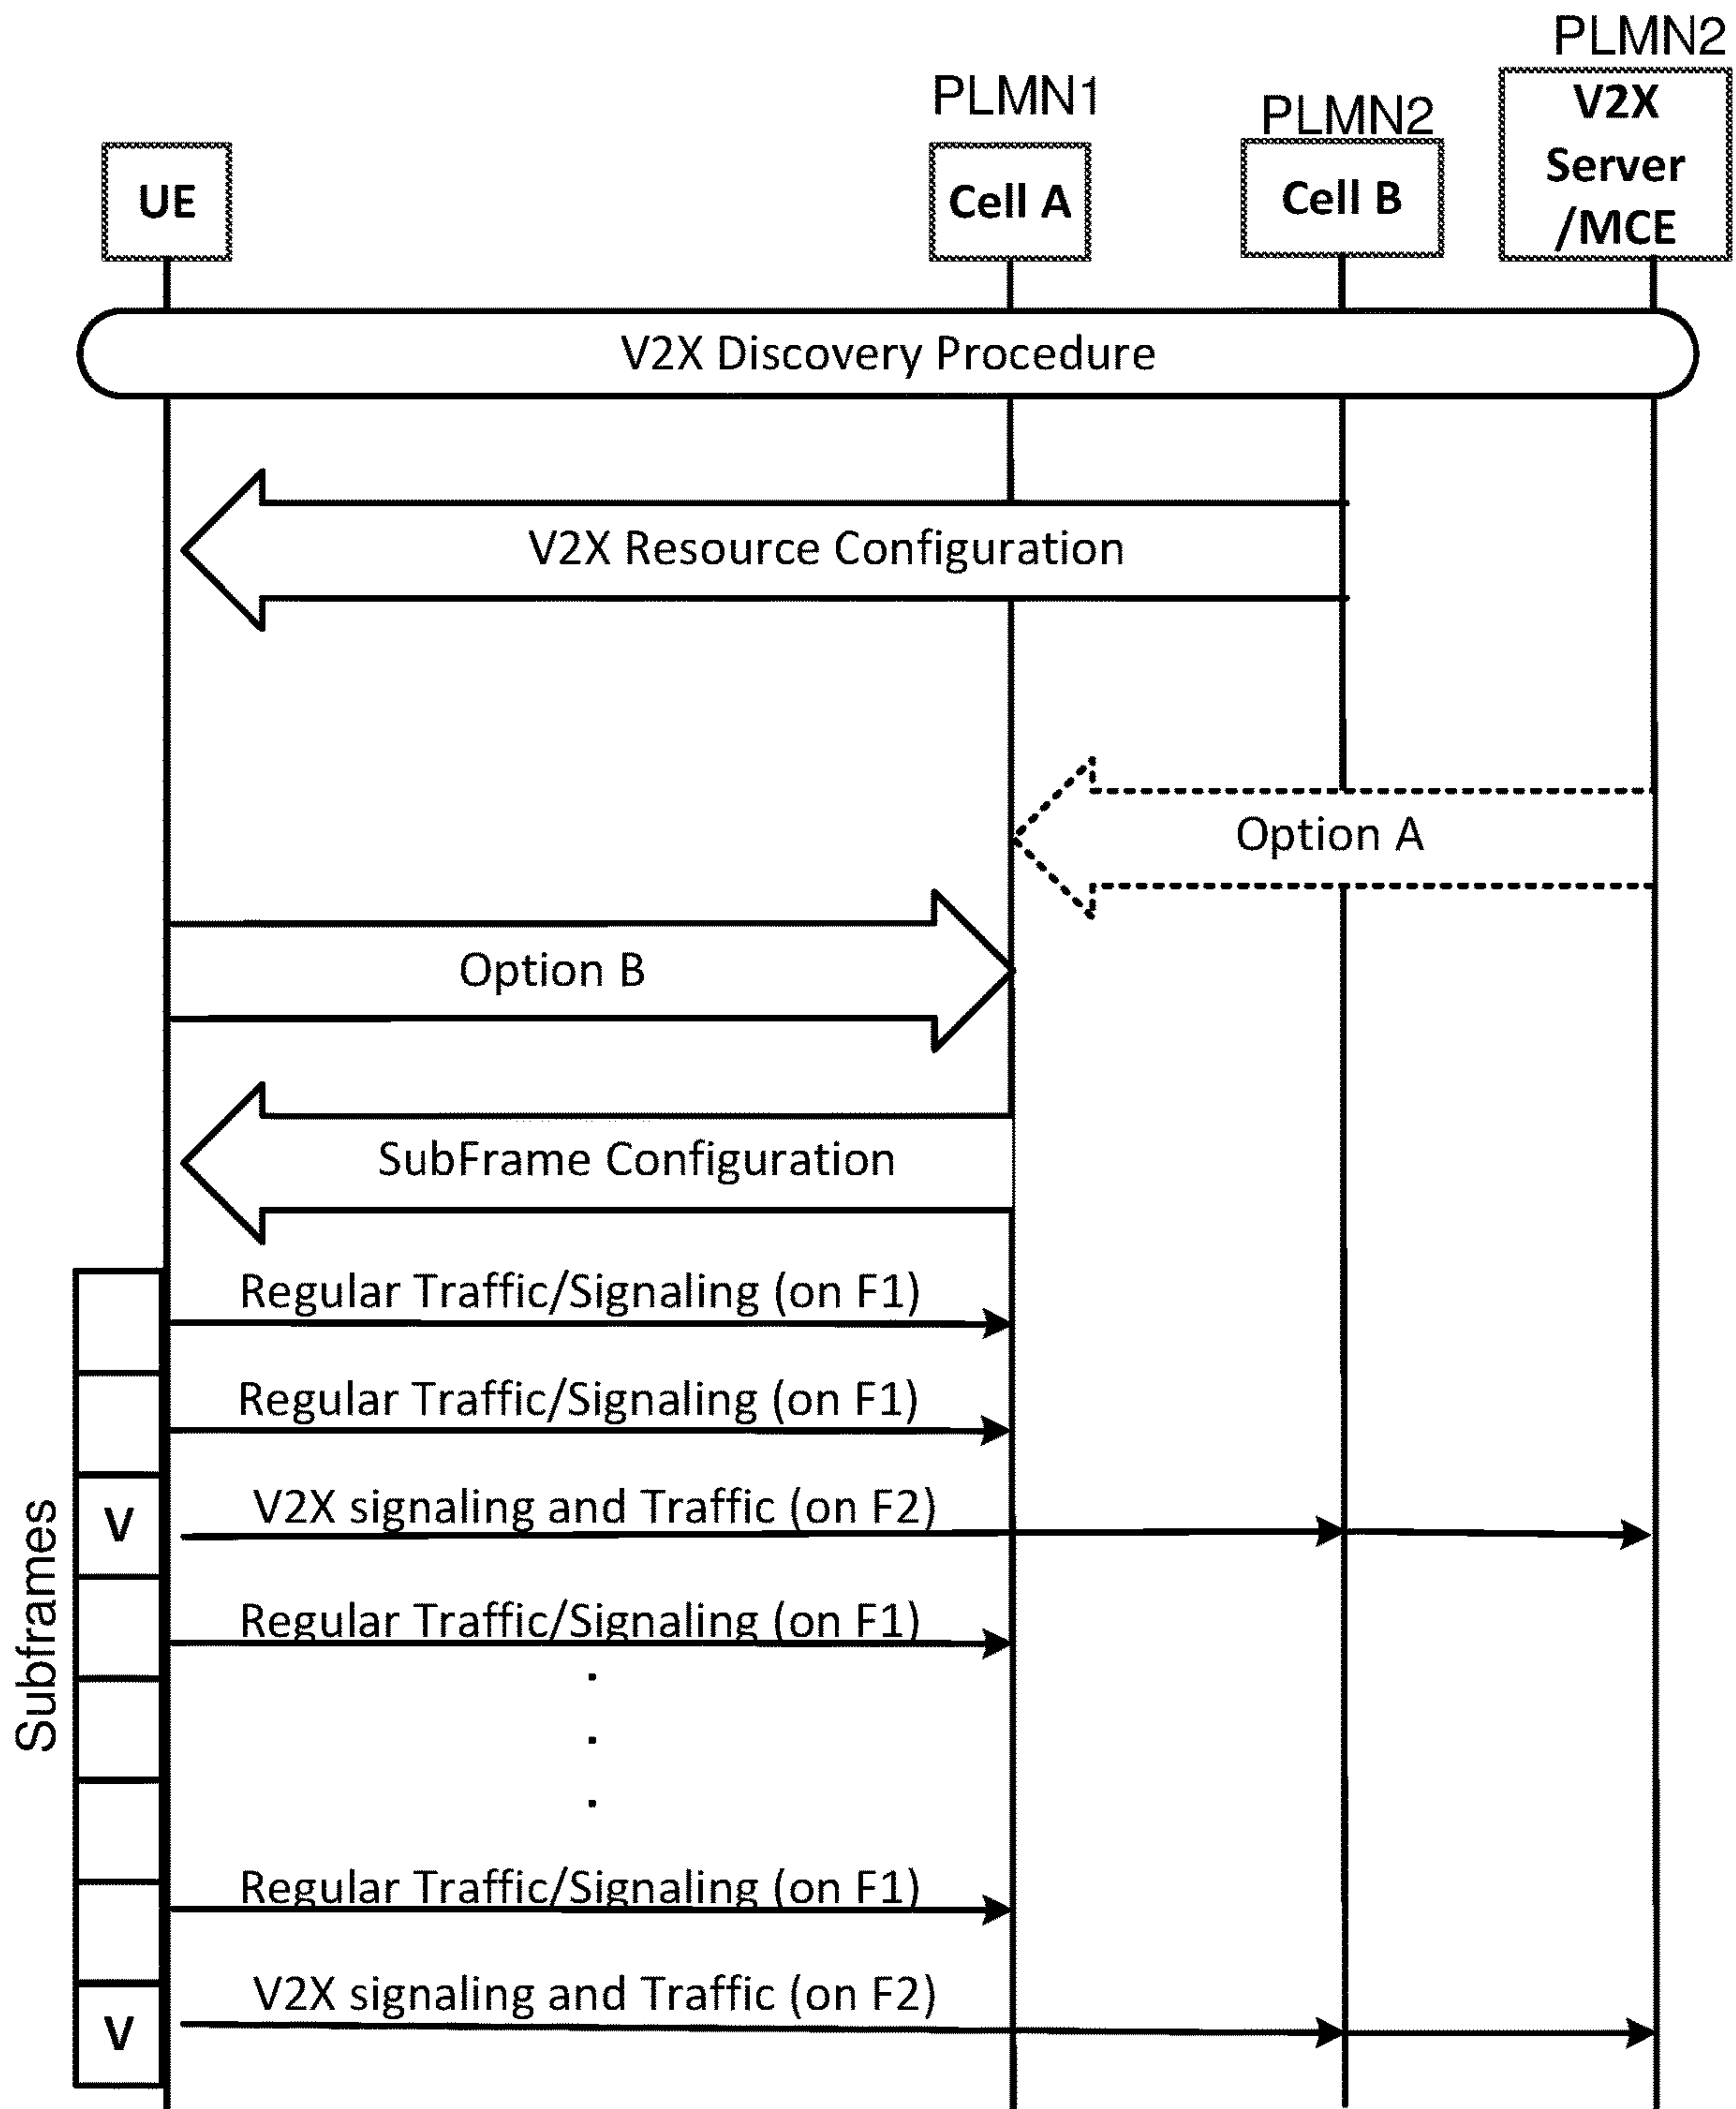 PLMN2
PLMN1
PLMN2
UE
Cell A
Cell B
V2X
Server
/MCE
V2X Discovery Procedure
V2X Resource Configuration
Option A
Option B
SubFrame Configuration
Subframes
Regular Traffic/Signaling (on F1)
Regular Traffic/Signaling (on F1)
V
V2X signaling and Traffic (on F2)
Regular Traffic/Signaling (on F1)
.
.
.
Regular Traffic/Signaling (on F1)
V
V2X signaling and Traffic (on F2)